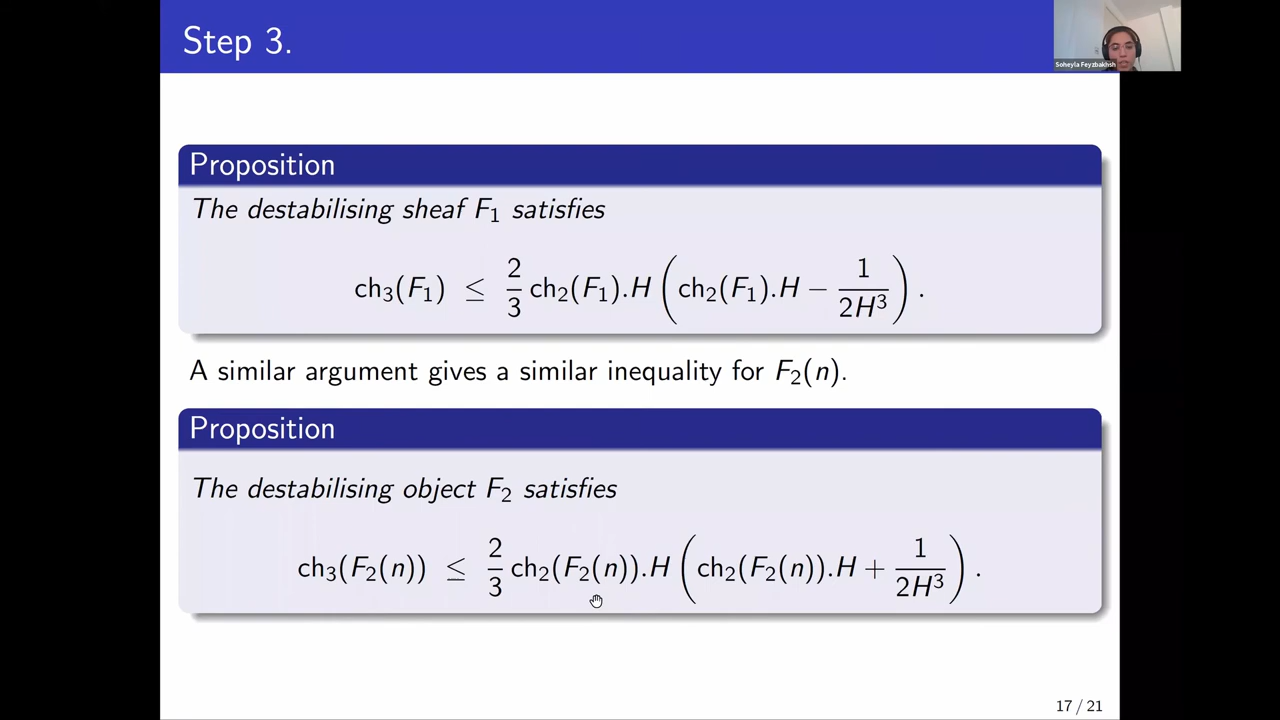 Step 3.
Soheyla Feyzbakhsh
Proposition
The destabilising sheaf F₁ satisfies
ch₃(F₁) ≤ 2/3 ch₂(F₁).H (ch₂(F₁).H − 1/2H³).
A similar argument gives a similar inequality for F₂(n).
Proposition
The destabilising object F₂ satisfies
ch₃(F₂(n)) ≤ 2/3 ch₂(F₂(n)).H (ch₂(F₂(n)).H + 1/2H³).
17 / 21